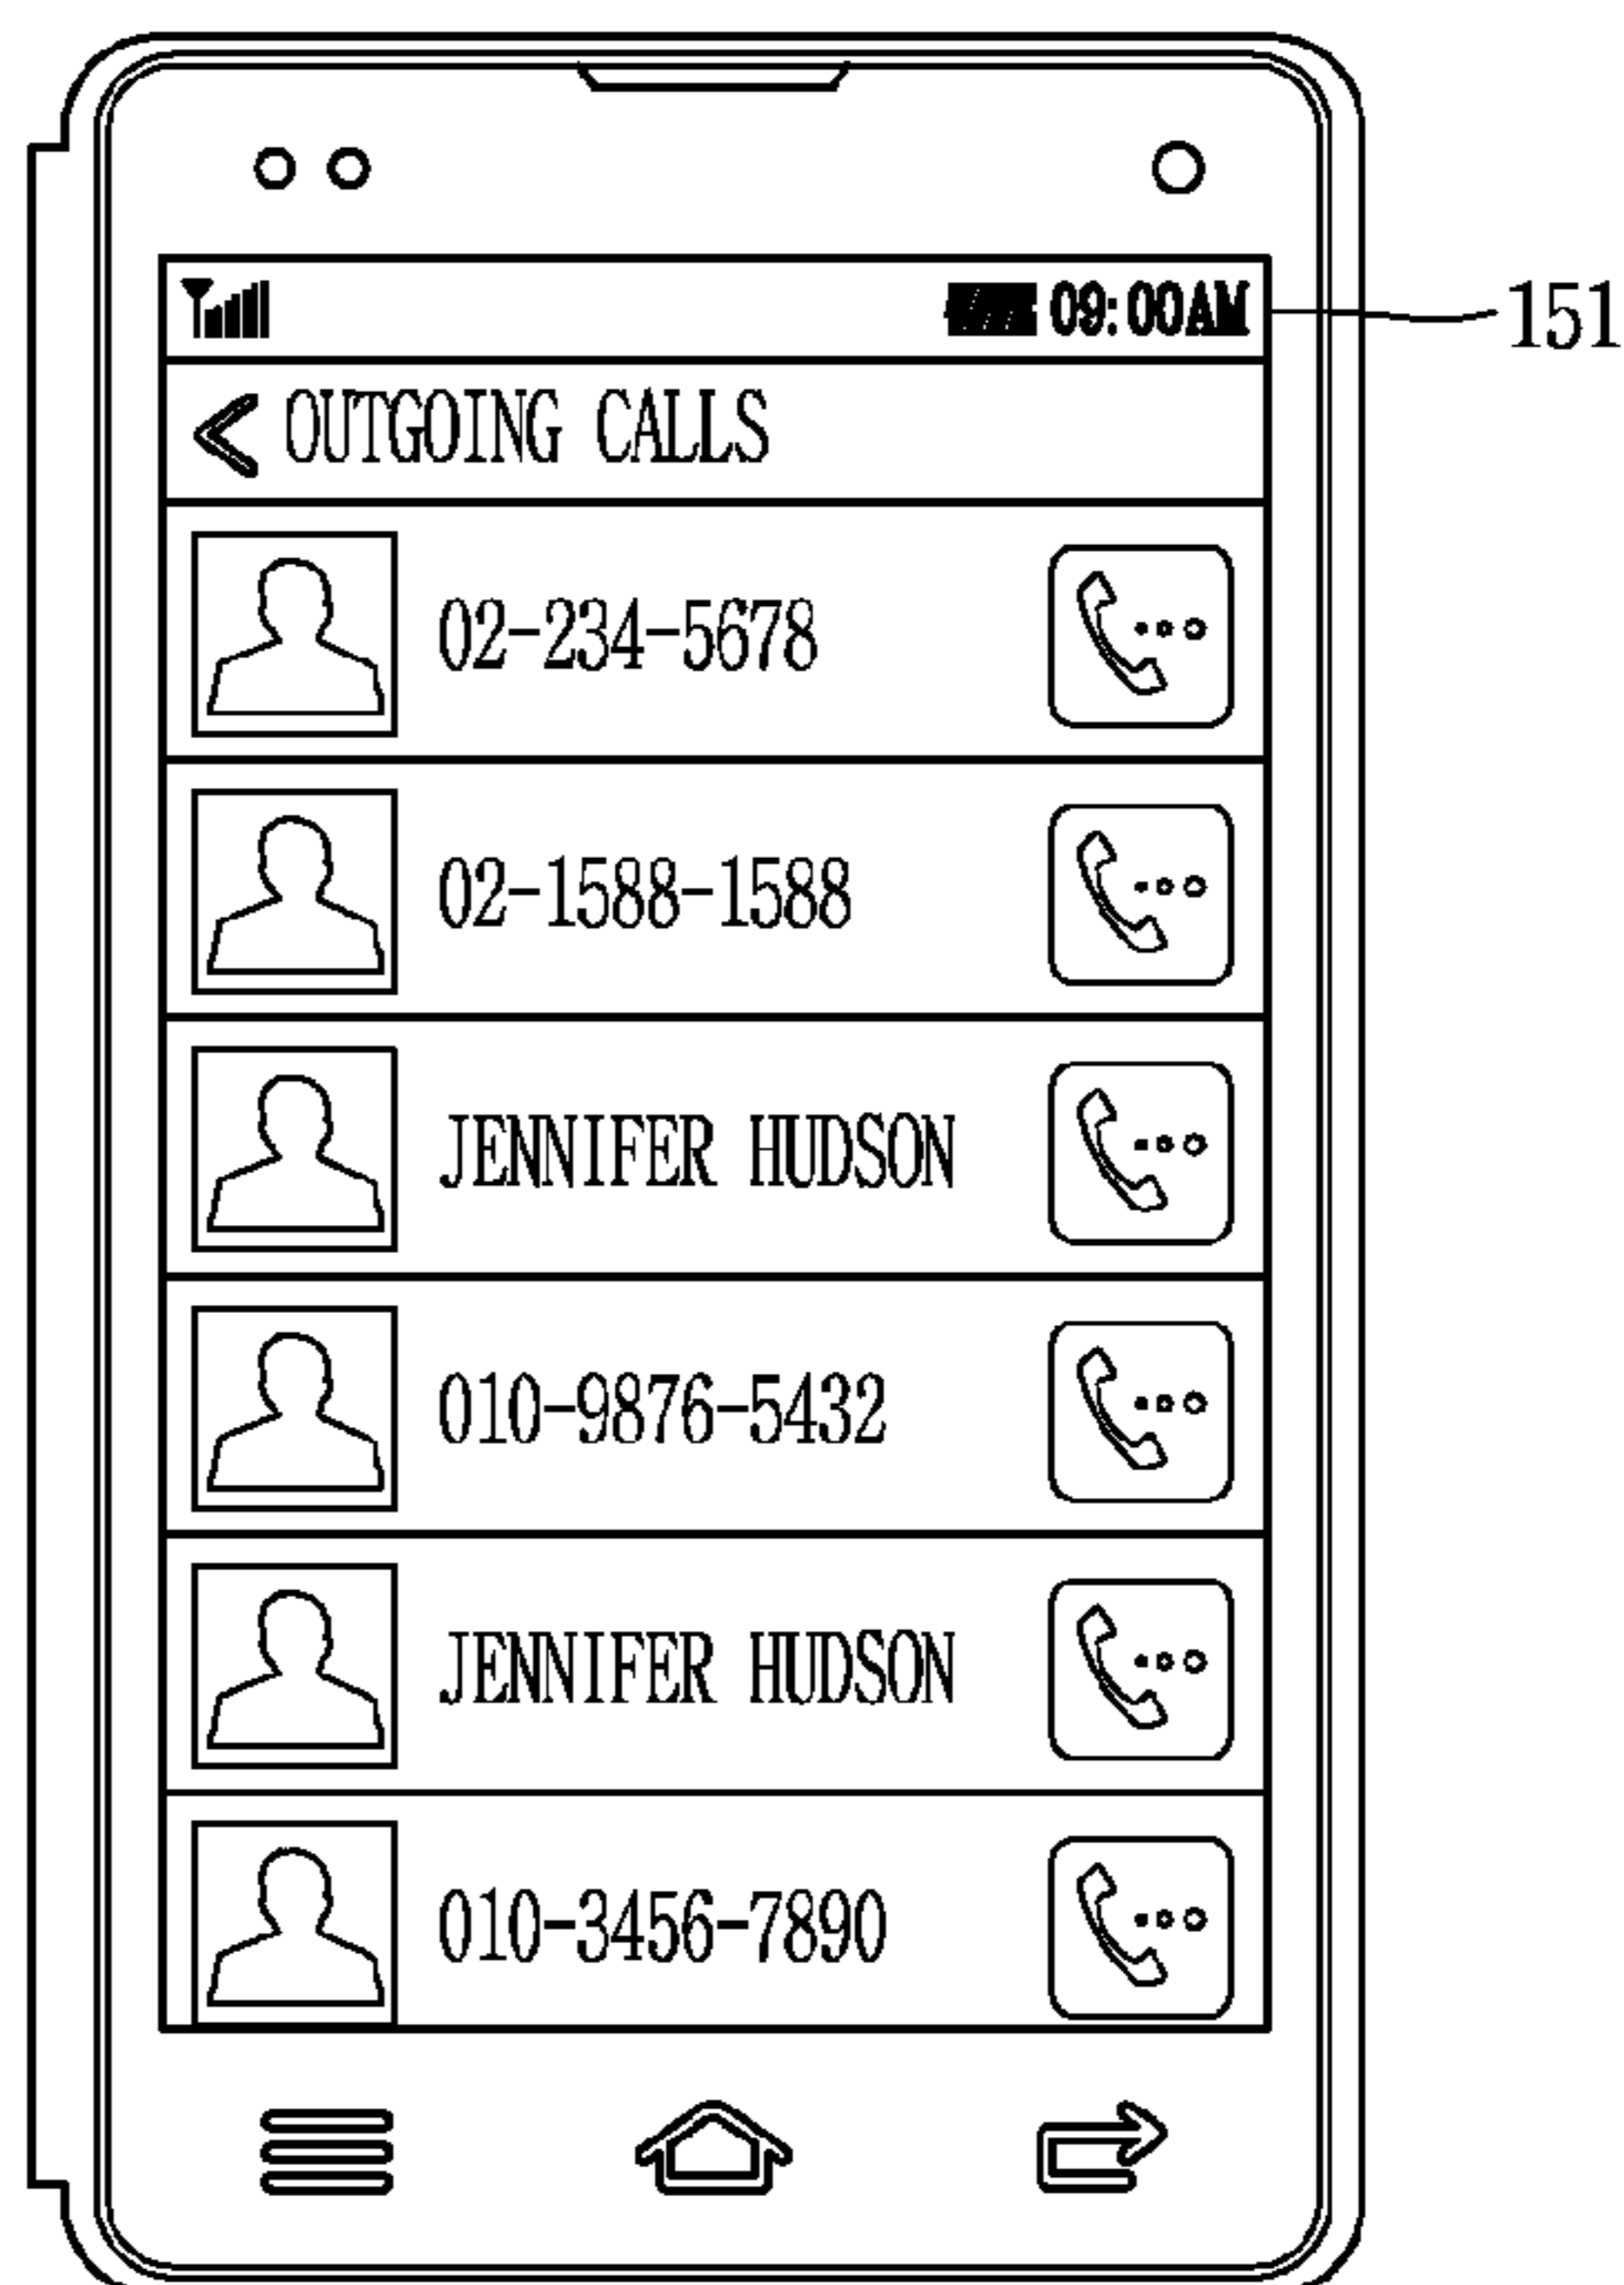 09:00AM
151
OUTGOING CALLS
02-234-5678
02-1588-1588
JENNIFER HUDSON
010-9876-5432
JENNIFER HUDSON
010-3456-7890